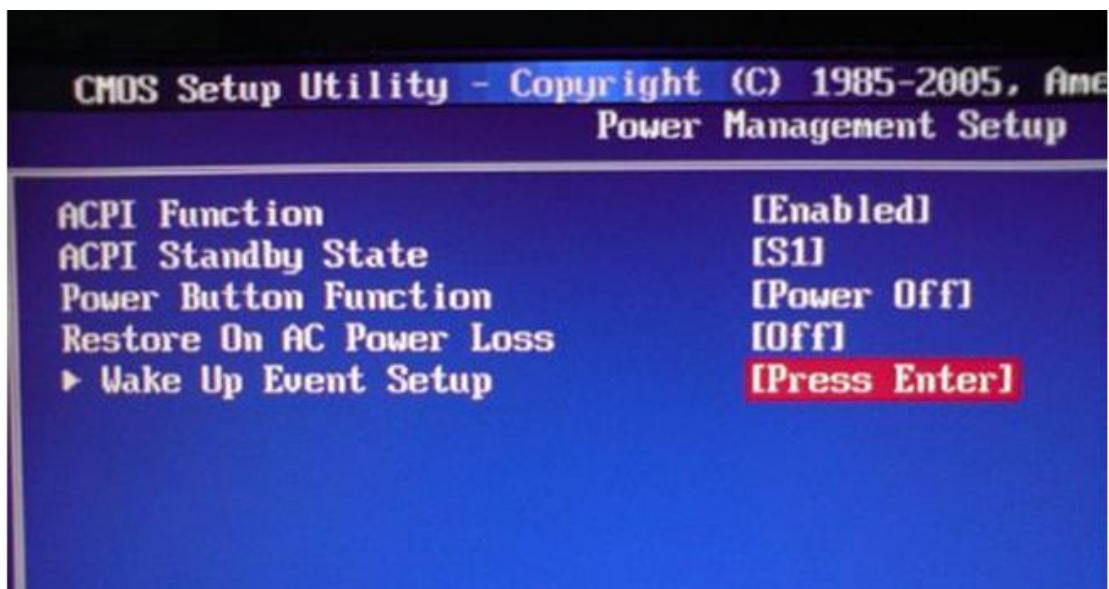 CMOS Setup Utility - Copyright (C) 1985-2005, Ame
Power Management Setup
ACPI Function [Enabled]
ACPI Standby State [S1]
Power Button Function [Power Off]
Restore On AC Power Loss [Off]
▶ Wake Up Event Setup [Press Enter]